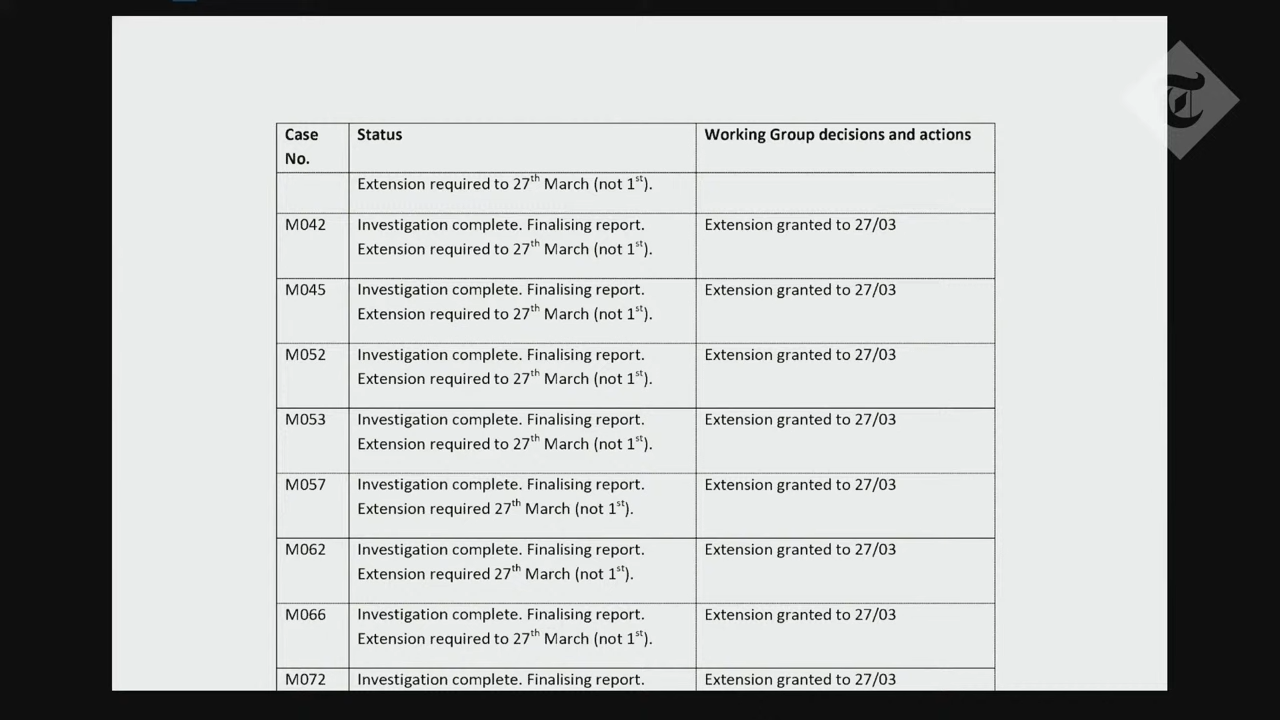 Case Status Working Group decisions and actions
No.
Extension required to 27th March (not 1st).
M042 Investigation complete. Finalising report. Extension granted to 27/03
Extension required to 27th March (not 1st).
M045 Investigation complete. Finalising report. Extension granted to 27/03
Extension required to 27th March (not 1st).
M052 Investigation complete. Finalising report. Extension granted to 27/03
Extension required to 27th March (not 1st).
M053 Investigation complete. Finalising report. Extension granted to 27/03
Extension required to 27th March (not 1st).
M057 Investigation complete. Finalising report. Extension granted to 27/03
Extension required 27th March (not 1st).
M062 Investigation complete. Finalising report. Extension granted to 27/03
Extension required 27th March (not 1st).
M066 Investigation complete. Finalising report. Extension granted to 27/03
Extension required to 27th March (not 1st).
M072 Investigation complete. Finalising report. Extension granted to 27/03